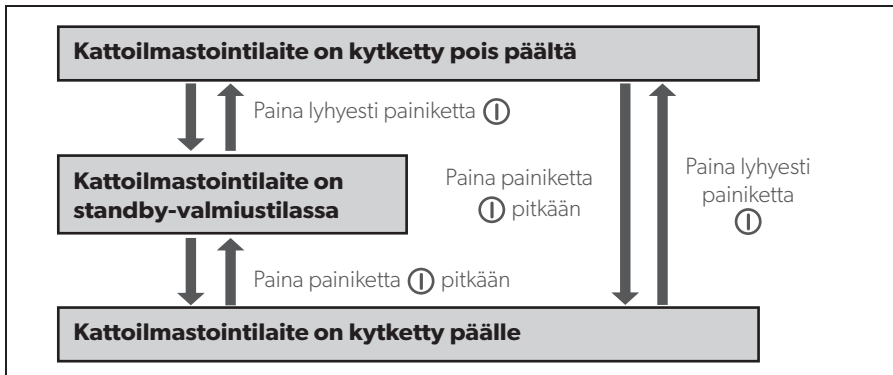 Kattoilmastointilaite on kytketty pois päältä
Paina lyhyesti painiketta
Kattoilmastointilaite on
standby-valmiustilassa
Paina painiketta
pitkään
Paina lyhyesti
painiketta
Paina painiketta pitkään
Kattoilmastointilaite on kytketty päälle